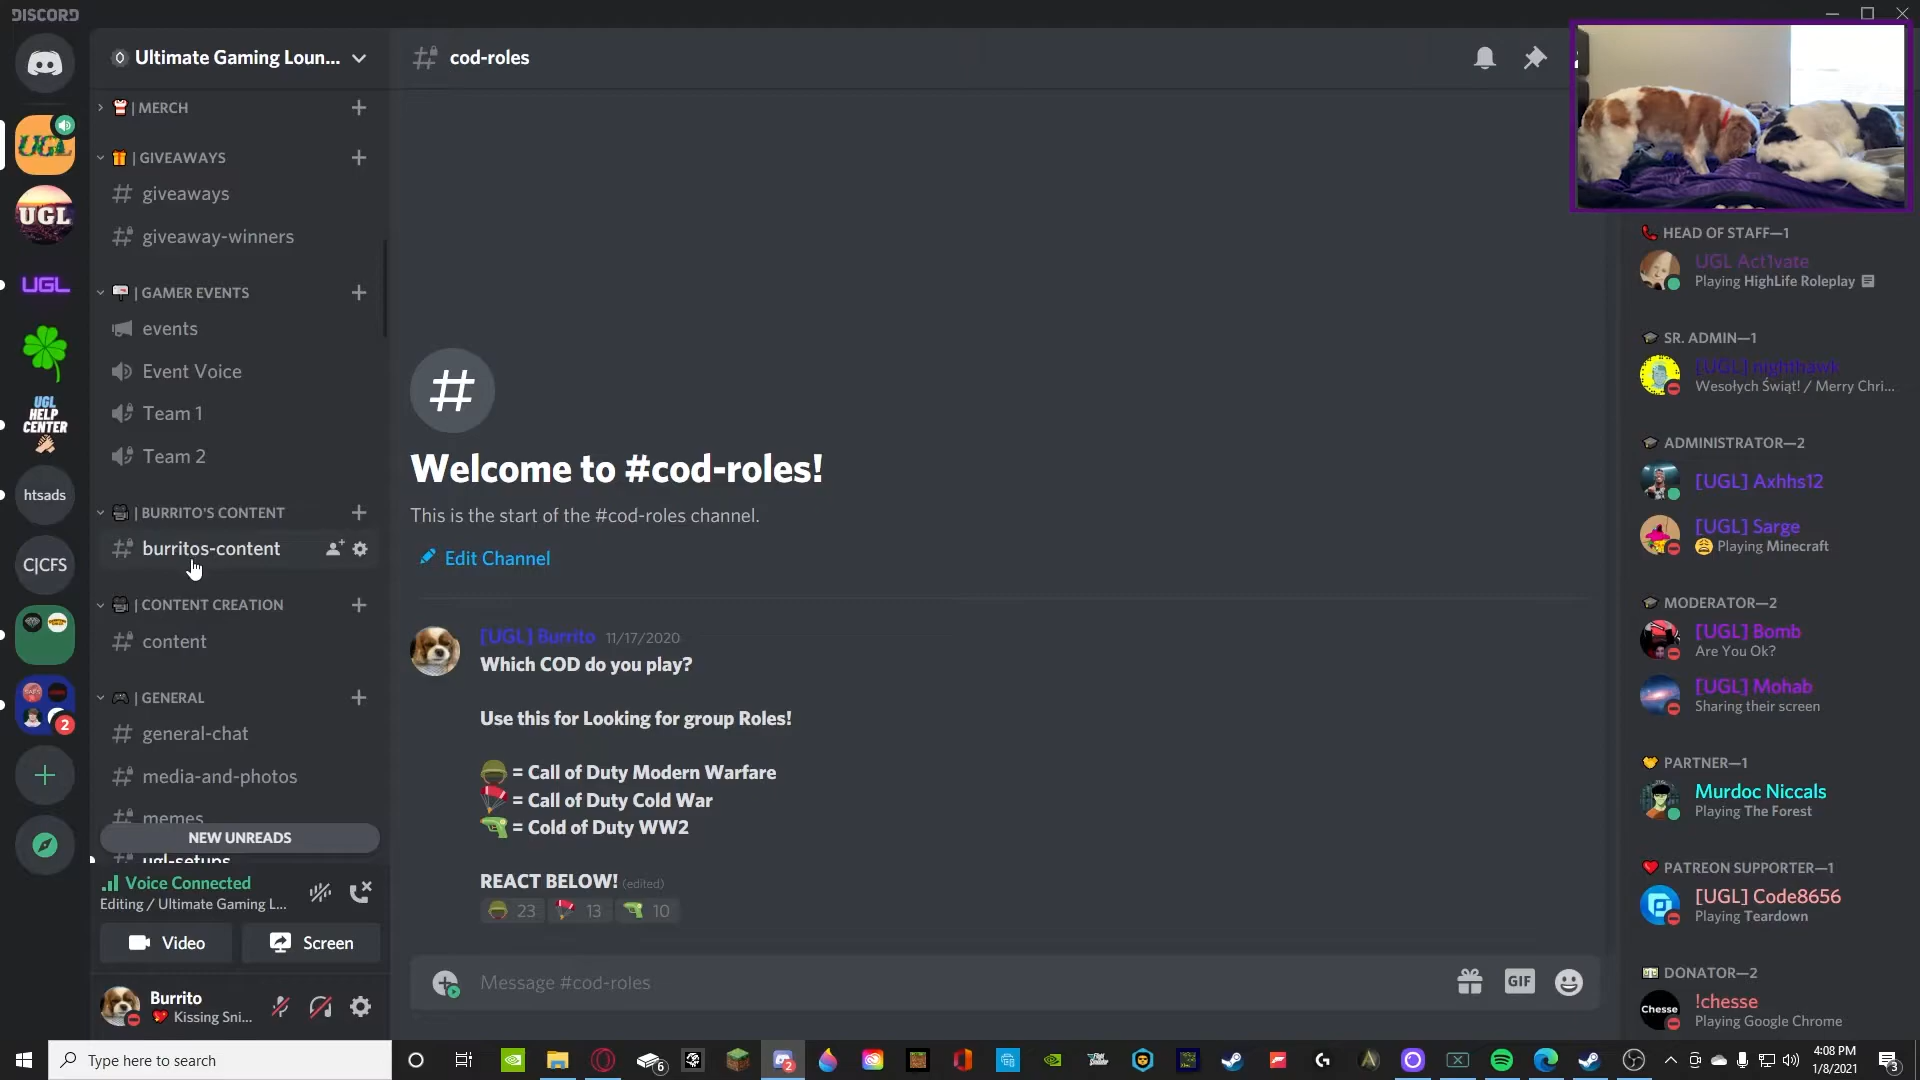 DISCORD
Ultimate Gaming Loun...
cod-roles
| MERCH
| GIVEAWAYS
giveaways
giveaway-winners
| GAMER EVENTS
events
Event Voice
Team 1
Team 2
| BURRITO'S CONTENT
burritos-content
| CONTENT CREATION
content
| GENERAL
general-chat
media-and-photos
memes
NEW UNREADS
ugl-setups
Voice Connected
Editing / Ultimate Gaming L...
Video
Screen
Burrito
Kissing Sni...
UGL
UGL
UGL
UGL
HELP
CENTER
htsads
C|CFS
2
Welcome to #cod-roles!
This is the start of the #cod-roles channel.
Edit Channel
[UGL] Burrito 11/17/2020
Which COD do you play?
Use this for Looking for group Roles!
= Call of Duty Modern Warfare
= Call of Duty Cold War
= Cold of Duty WW2
REACT BELOW! (edited)
23 13 10
Message #cod-roles
GIF
HEAD OF STAFF—1
UGL Act1vate
Playing HighLife Roleplay
SR. ADMIN—1
[UGL] nighthawk
Wesołych Świąt! / Merry Chri...
ADMINISTRATOR—2
[UGL] Axhhs12
[UGL] Sarge
Playing Minecraft
MODERATOR—2
[UGL] Bomb
Are You Ok?
[UGL] Mohab
Sharing their screen
PARTNER—1
Murdoc Niccals
Playing The Forest
PATREON SUPPORTER—1
[UGL] Code8656
Playing Teardown
DONATOR—2
Chesse
!chesse
Playing Google Chrome
Type here to search
6
2
4:08 PM
1/8/2021
3